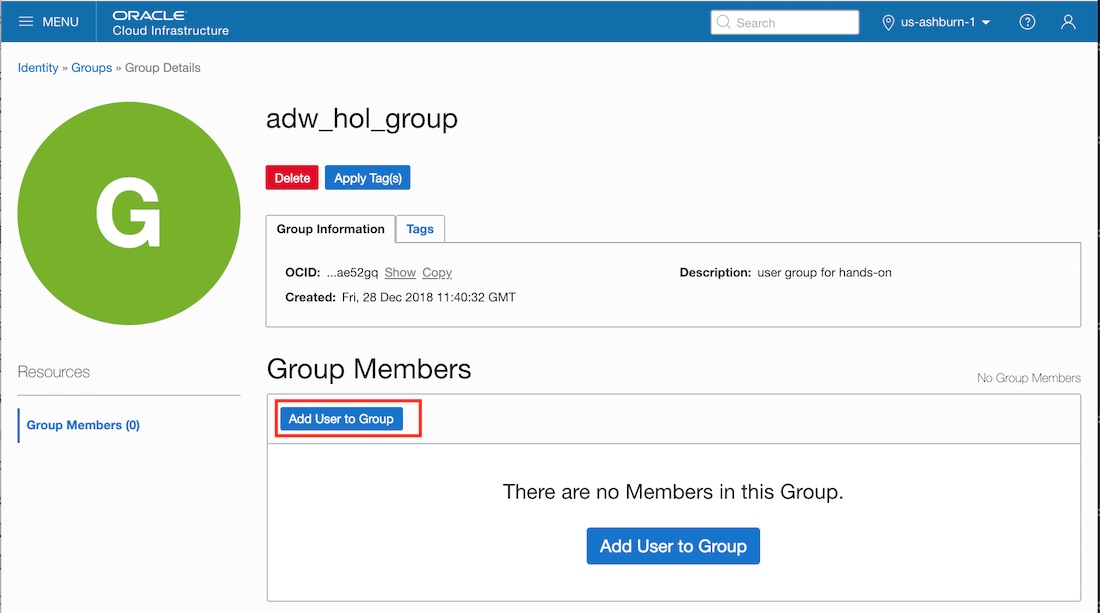 MENU
ORACLE
Cloud Infrastructure
Search
us-ashburn-1
?
Identity » Groups » Group Details
G
adw_hol_group
Delete
Apply Tag(s)
Group Information
Tags
OCID: ...ae52gq Show Copy
Description: user group for hands-on
Created: Fri, 28 Dec 2018 11:40:32 GMT
Resources
Group Members (0)
Group Members
No Group Members
Add User to Group
There are no Members in this Group.
Add User to Group